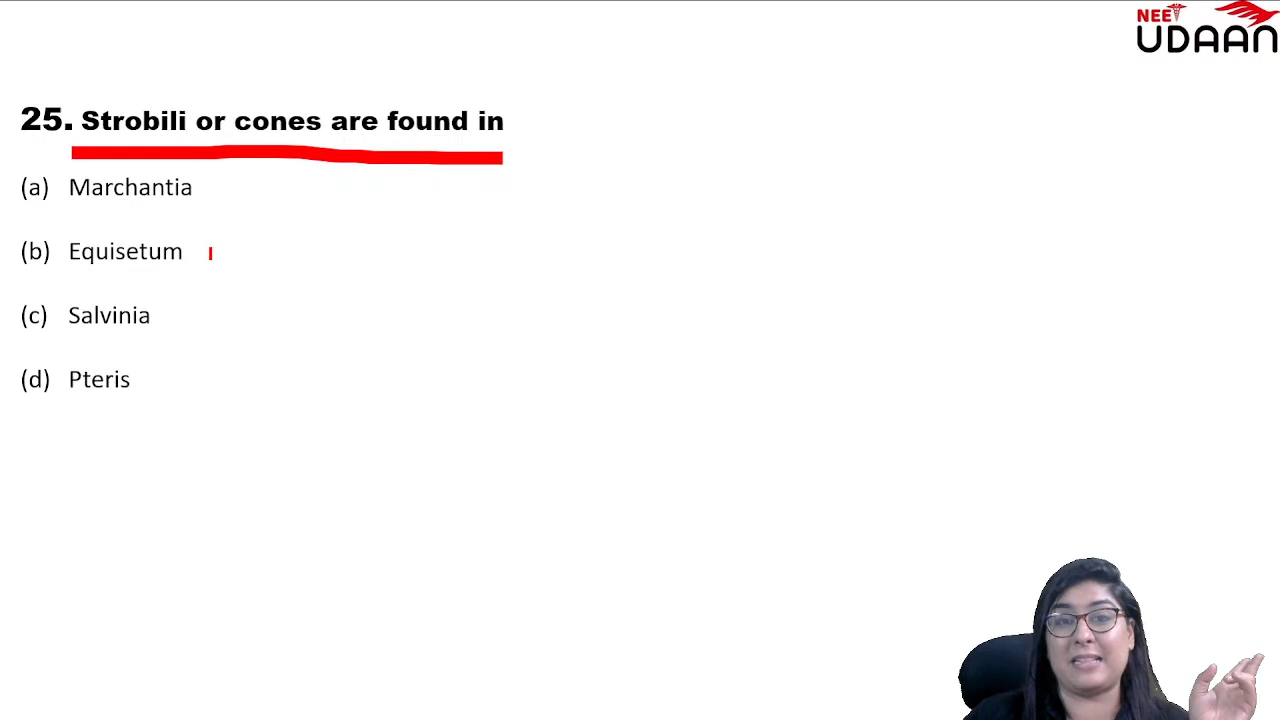 NEET
UDAAN
25. Strobili or cones are found in
(a) Marchantia
(b) Equisetum
(c) Salvinia
(d) Pteris